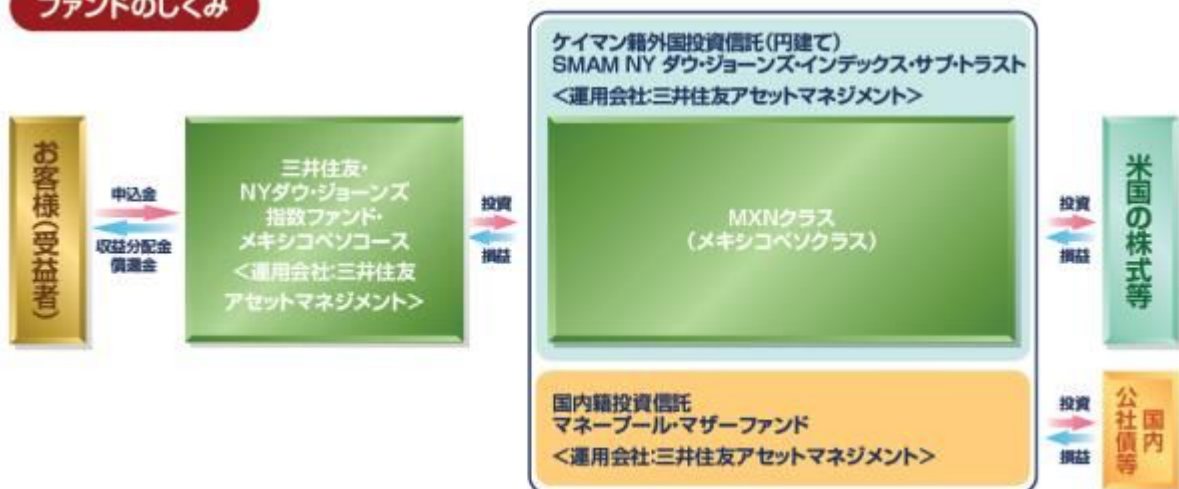 ファンドのしくみ
お客様(受益者)
申込金
収益分配金
償還金
三井住友・
NYダウ・ジョーンズ
指数ファンド・
メキシコペソコース
<運用会社:三井住友
アセットマネジメント>
投資
損益
ケイマン籍外国投資信託(円建て)
SMAM NY ダウ・ジョーンズ・インデックス・サブ・トラスト
<運用会社:三井住友アセットマネジメント>
MXNクラス
(メキシコペソクラス)
投資
損益
米国の株式等
国内籍投資信託
マネープール・マザーファンド
<運用会社:三井住友アセットマネジメント>
投資
損益
国内
公社債等